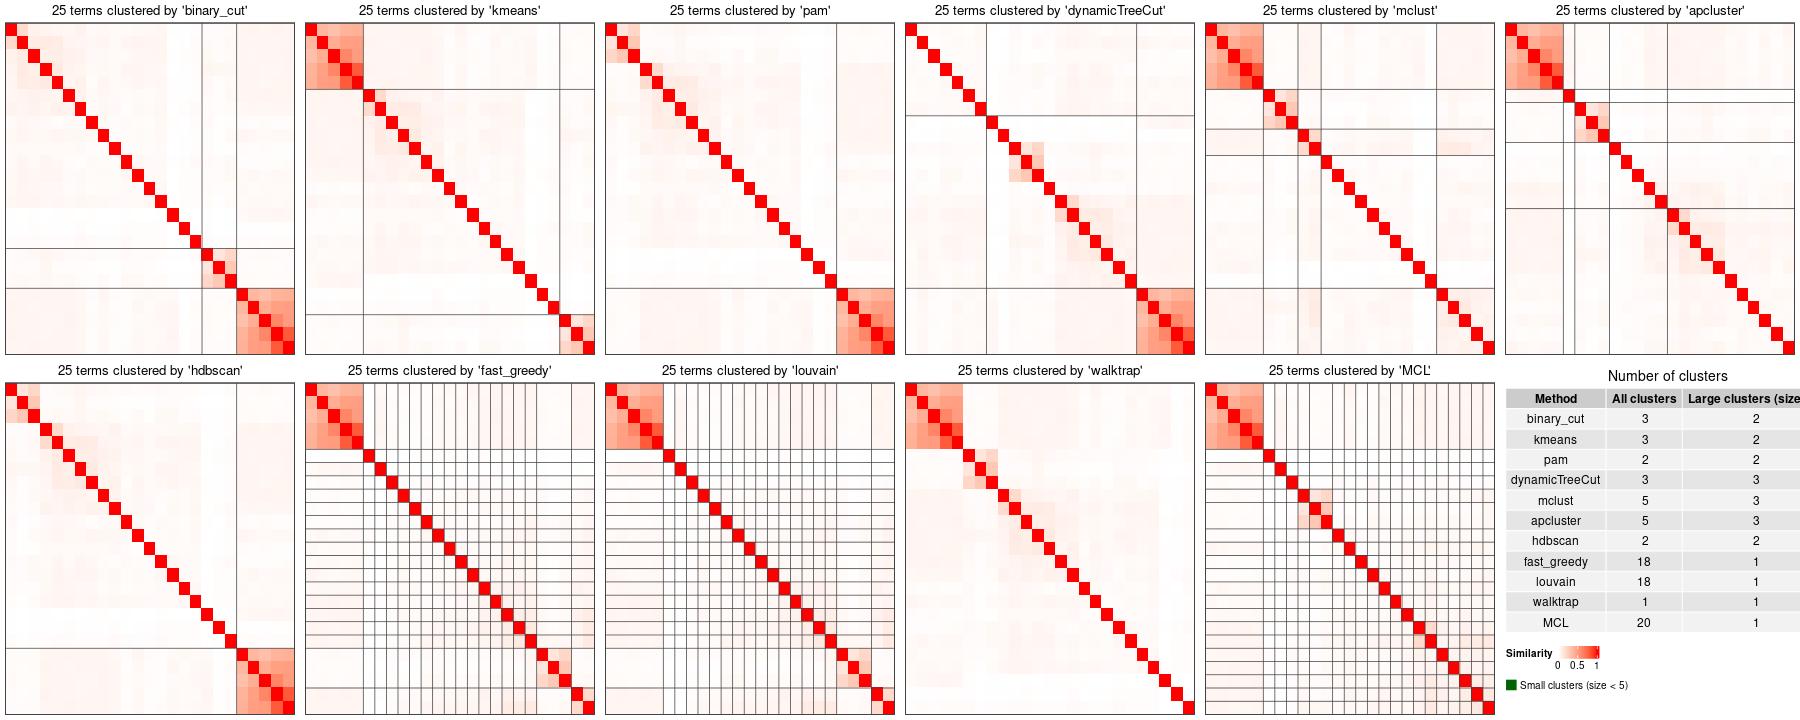 25 terms clustered by 'binary_cut'
25 terms clustered by 'kmeans'
25 terms clustered by 'pam'
25 terms clustered by 'dynamicTreeCut'
25 terms clustered by 'mclust'
25 terms clustered by 'apcluster'
25 terms clustered by 'hdbscan'
25 terms clustered by 'fast_greedy'
25 terms clustered by 'louvain'
25 terms clustered by 'walktrap'
25 terms clustered by 'MCL'
Number of clusters
Method All clusters Large clusters (size
binary_cut 3 2
kmeans 3 2
pam 2 2
dynamicTreeCut 3 3
mclust 5 3
apcluster 5 3
hdbscan 2 2
fast_greedy 18 1
louvain 18 1
walktrap 1 1
MCL 20 1
Similarity
0 0.5 1
Small clusters (size < 5)